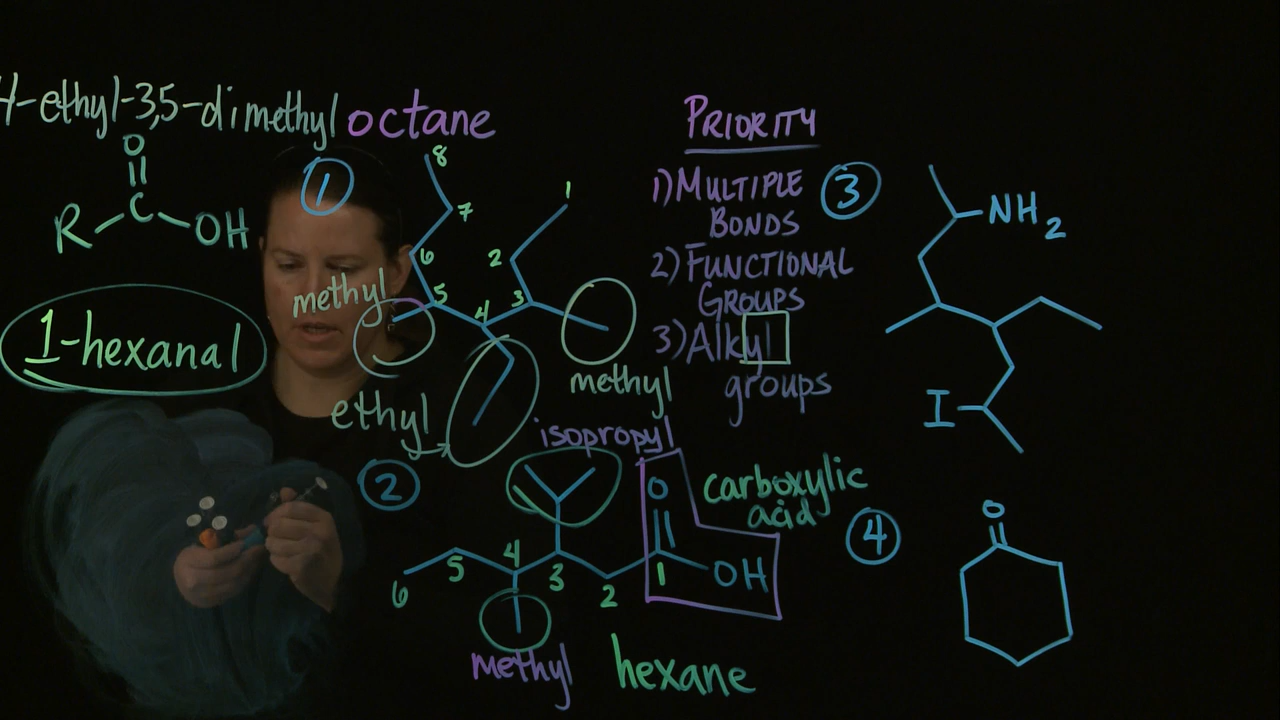 4-ethyl-3,5-dimethyl octane
O
R C OH
1-hexanal
1
8
7
6
5
4
3
2
1
methyl
ethyl
methyl
PRIORITY
1) MULTIPLE
BONDS
2) FUNCTIONAL
GROUPS
3) Alkyl
groups
2
isopropyl
O
OH
carboxylic
acid
6
5
4
3
2
1
methyl
hexane
3
NH2
I
4
O